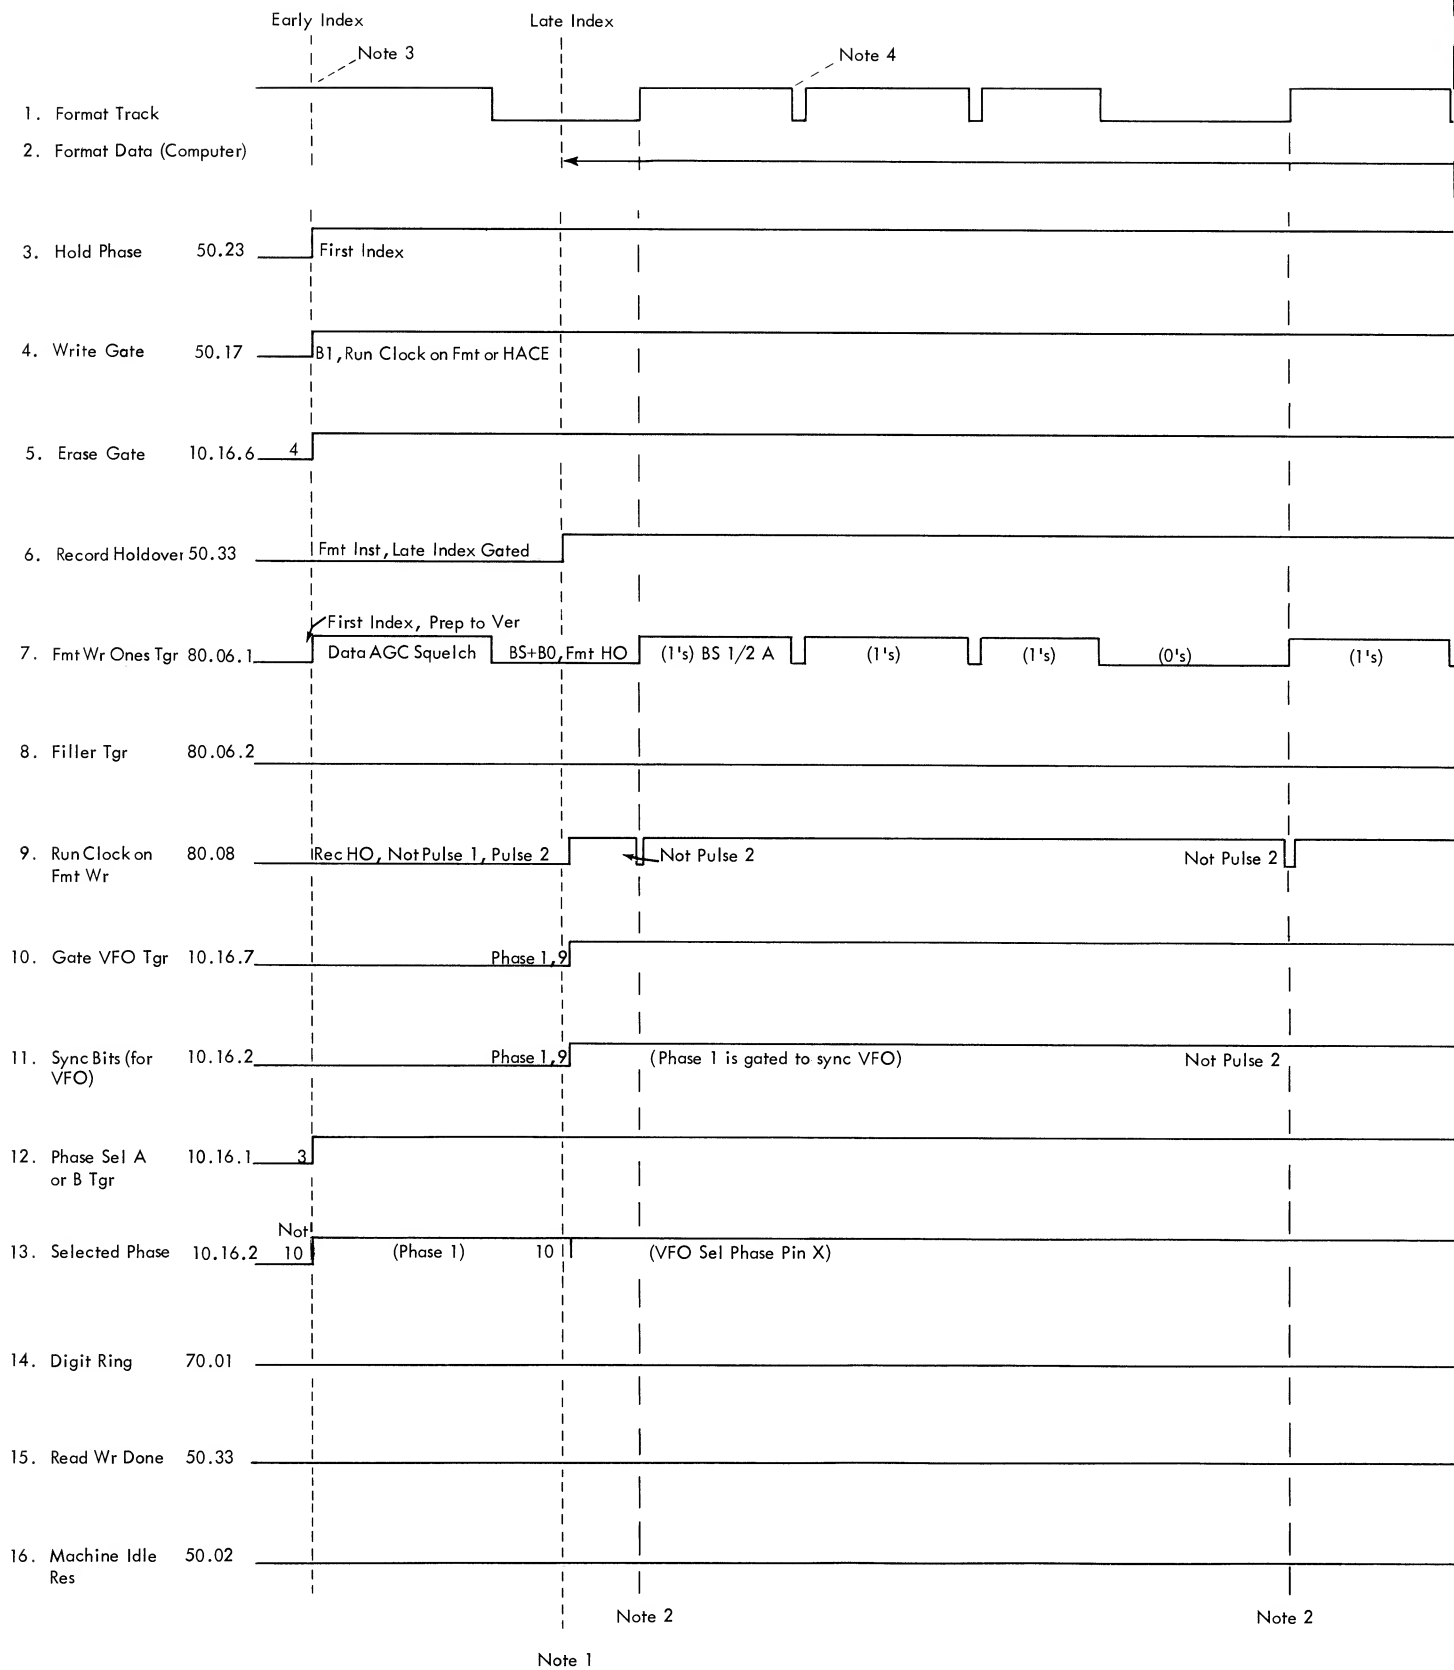 Early Index Late Index
Note 3 Note 4
1. Format Track
2. Format Data (Computer)
3. Hold Phase 50.23 First Index
4. Write Gate 50.17 B1, Run Clock on Fmt or HACE
5. Erase Gate 10.16.6 4
6. Record Holdover 50.33 Fmt Inst, Late Index Gated
First Index, Prep to Ver
7. Fmt Wr Ones Tgr 80.06.1 Data AGC Squelch BS+B0, Fmt HO (1's) BS 1/2 A (1's) (1's) (0's) (1's)
8. Filler Tgr 80.06.2
9. Run Clock on 80.08 Rec HO, Not Pulse 1, Pulse 2 Not Pulse 2 Not Pulse 2
Fmt Wr
10. Gate VFO Tgr 10.16.7 Phase 1,9
11. Sync Bits (for 10.16.2 Phase 1,9 (Phase 1 is gated to sync VFO) Not Pulse 2
VFO)
12. Phase Sel A 10.16.1 3
or B Tgr
Not
13. Selected Phase 10.16.2 10 (Phase 1) 10 (VFO Sel Phase Pin X)
14. Digit Ring 70.01
15. Read Wr Done 50.33
16. Machine Idle 50.02
Res
Note 2 Note 2
Note 1